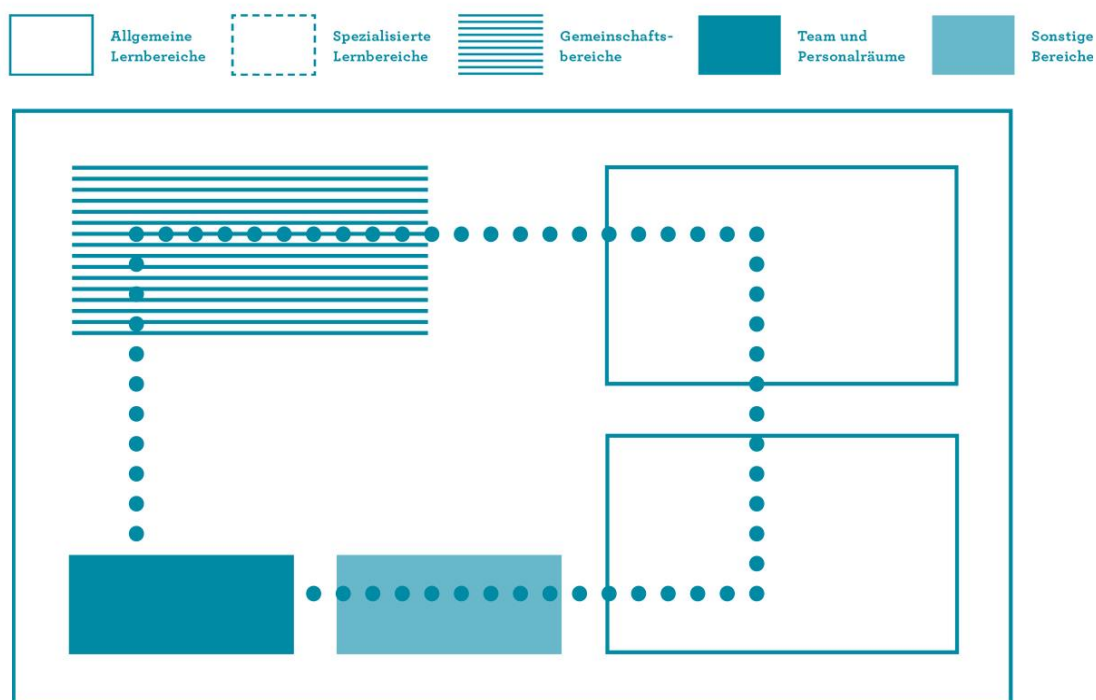 Allgemeine
Lernbereiche
Spezialisierte
Lernbereiche
Gemeinschafts-
bereiche
Team und
Personalräume
Sonstige
Bereiche